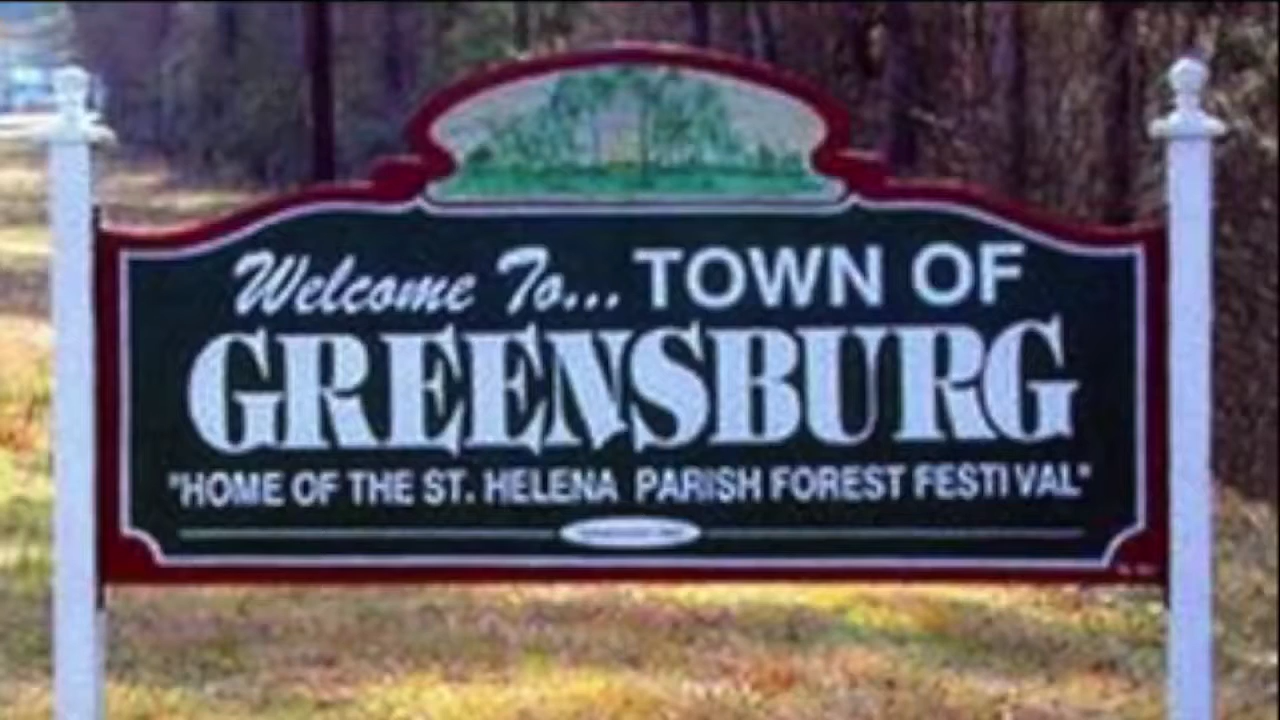 Welcome To... TOWN OF
GREENSBURG
"HOME OF THE ST. HELENA PARISH FOREST FESTIVAL"